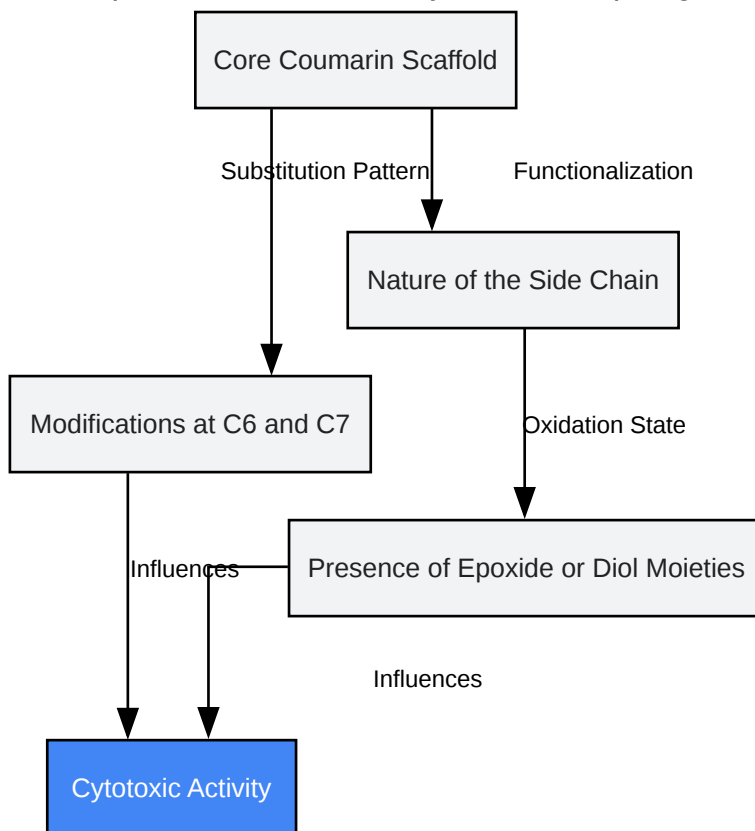 Core Coumarin Scaffold
Substitution Pattern
Functionalization
Nature of the Side Chain
Modifications at C6 and C7
Oxidation State
Influences
Presence of Epoxide or Diol Moieties
Influences
Cytotoxic Activity